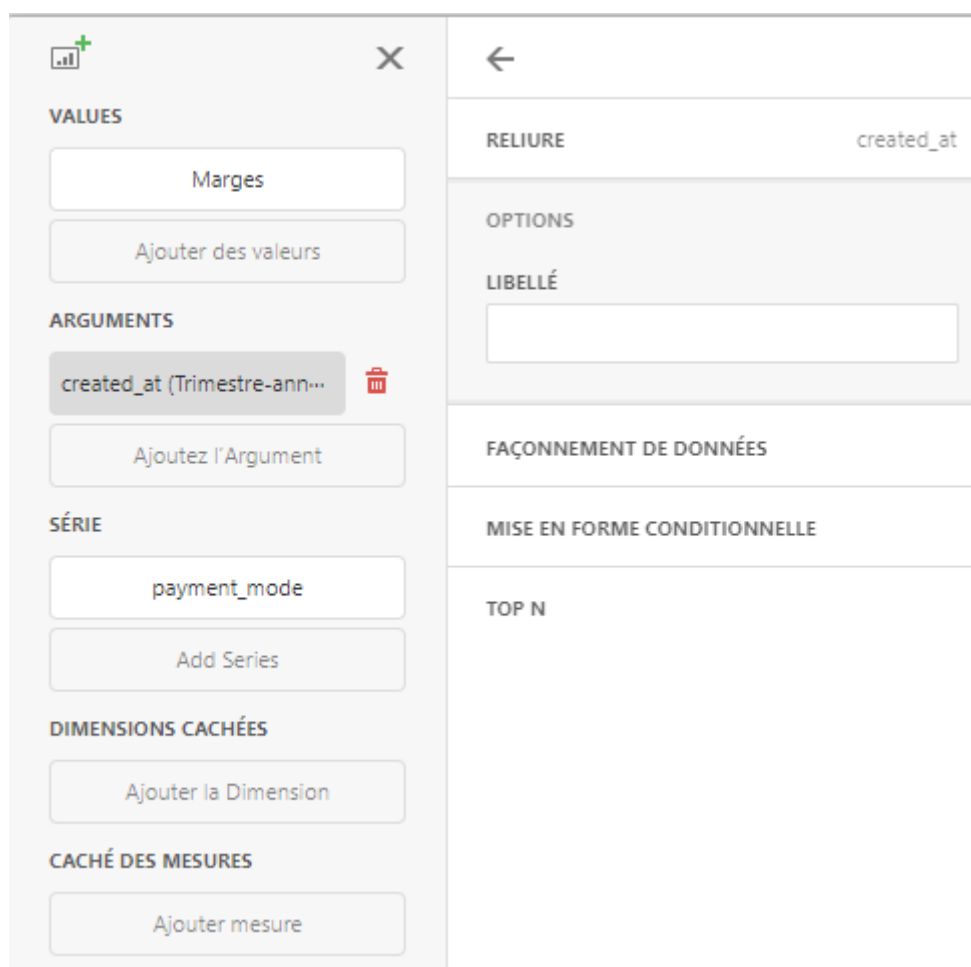 VALUES
Marges
Ajouter des valeurs
ARGUMENTS
created_at (Trimestre-ann...
Ajoutez l'Argument
SÉRIE
payment_mode
Add Series
DIMENSIONS CACHÉES
Ajouter la Dimension
CACHÉ DES MESURES
Ajouter mesure
RELIURE created_at
OPTIONS
LIBELLÉ
FAÇONNEMENT DE DONNÉES
MISE EN FORME CONDITIONNELLE
TOP N